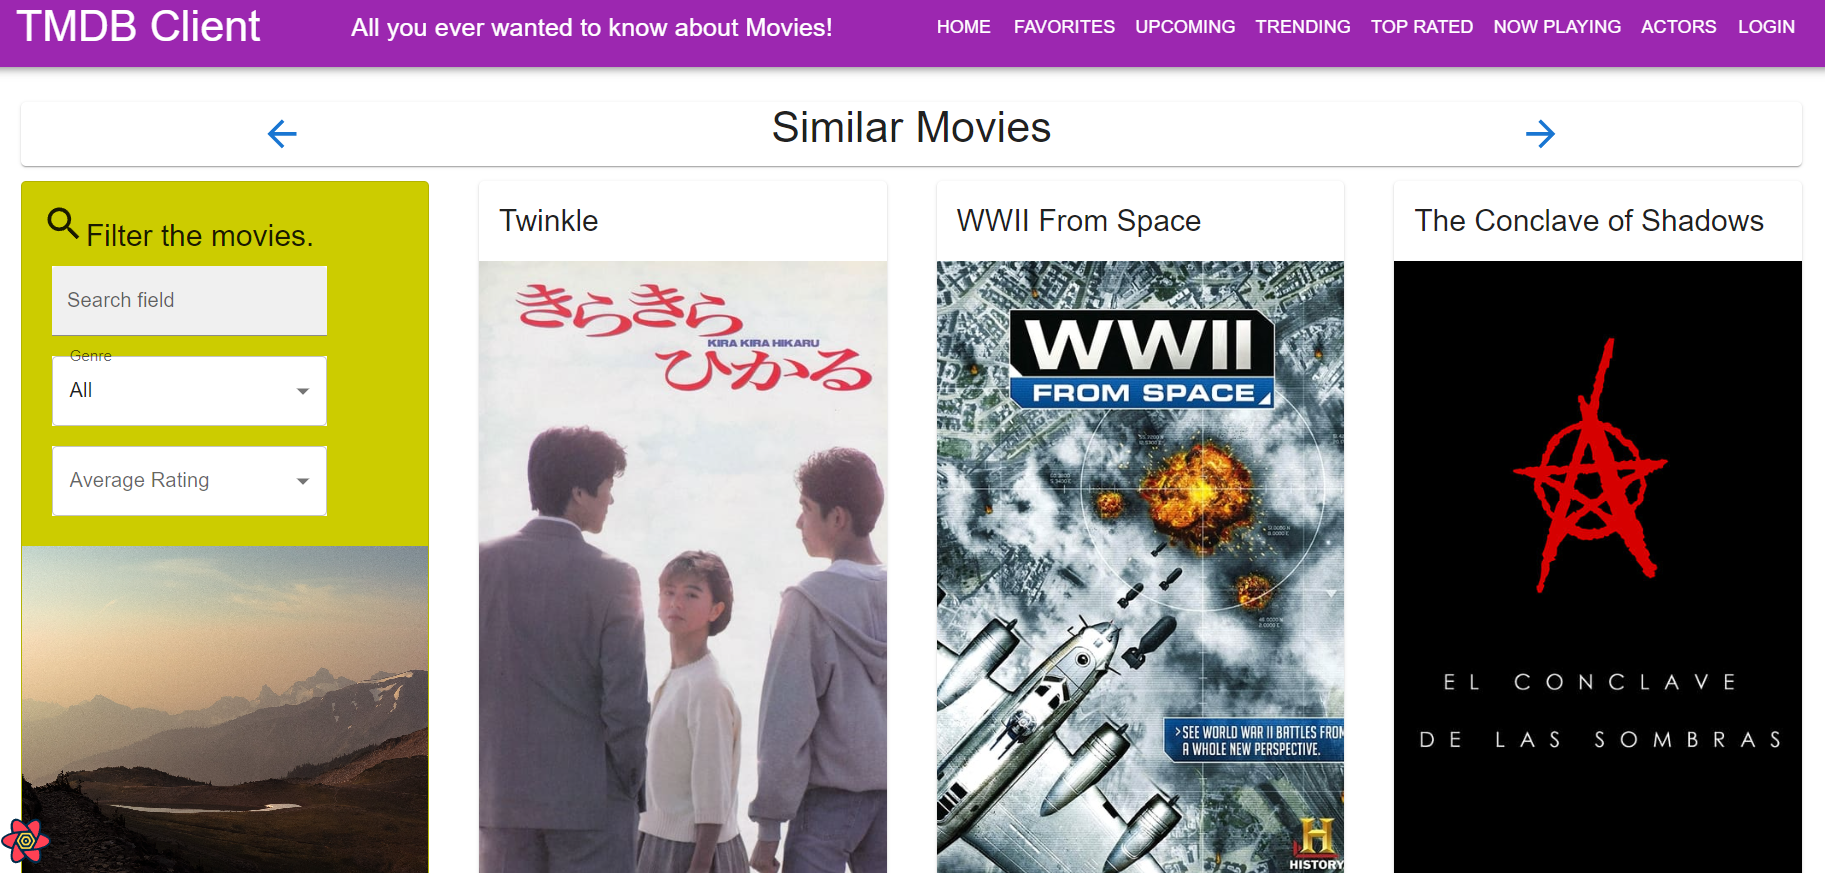 TMDB Client
All you ever wanted to know about Movies!
HOME FAVORITES UPCOMING TRENDING TOP RATED NOW PLAYING ACTORS LOGIN
Similar Movies
Filter the movies.
Search field
Genre
All
Average Rating
Twinkle
きらきら
KIRA KIRA HIKARU
ひかる
WWII From Space
WWII
FROM SPACE
>SEE WORLD WAR II BATTLES FROM
A WHOLE NEW PERSPECTIVE.
H
HISTORY
The Conclave of Shadows
EL CONCLAVE
DE LAS SOMBRAS